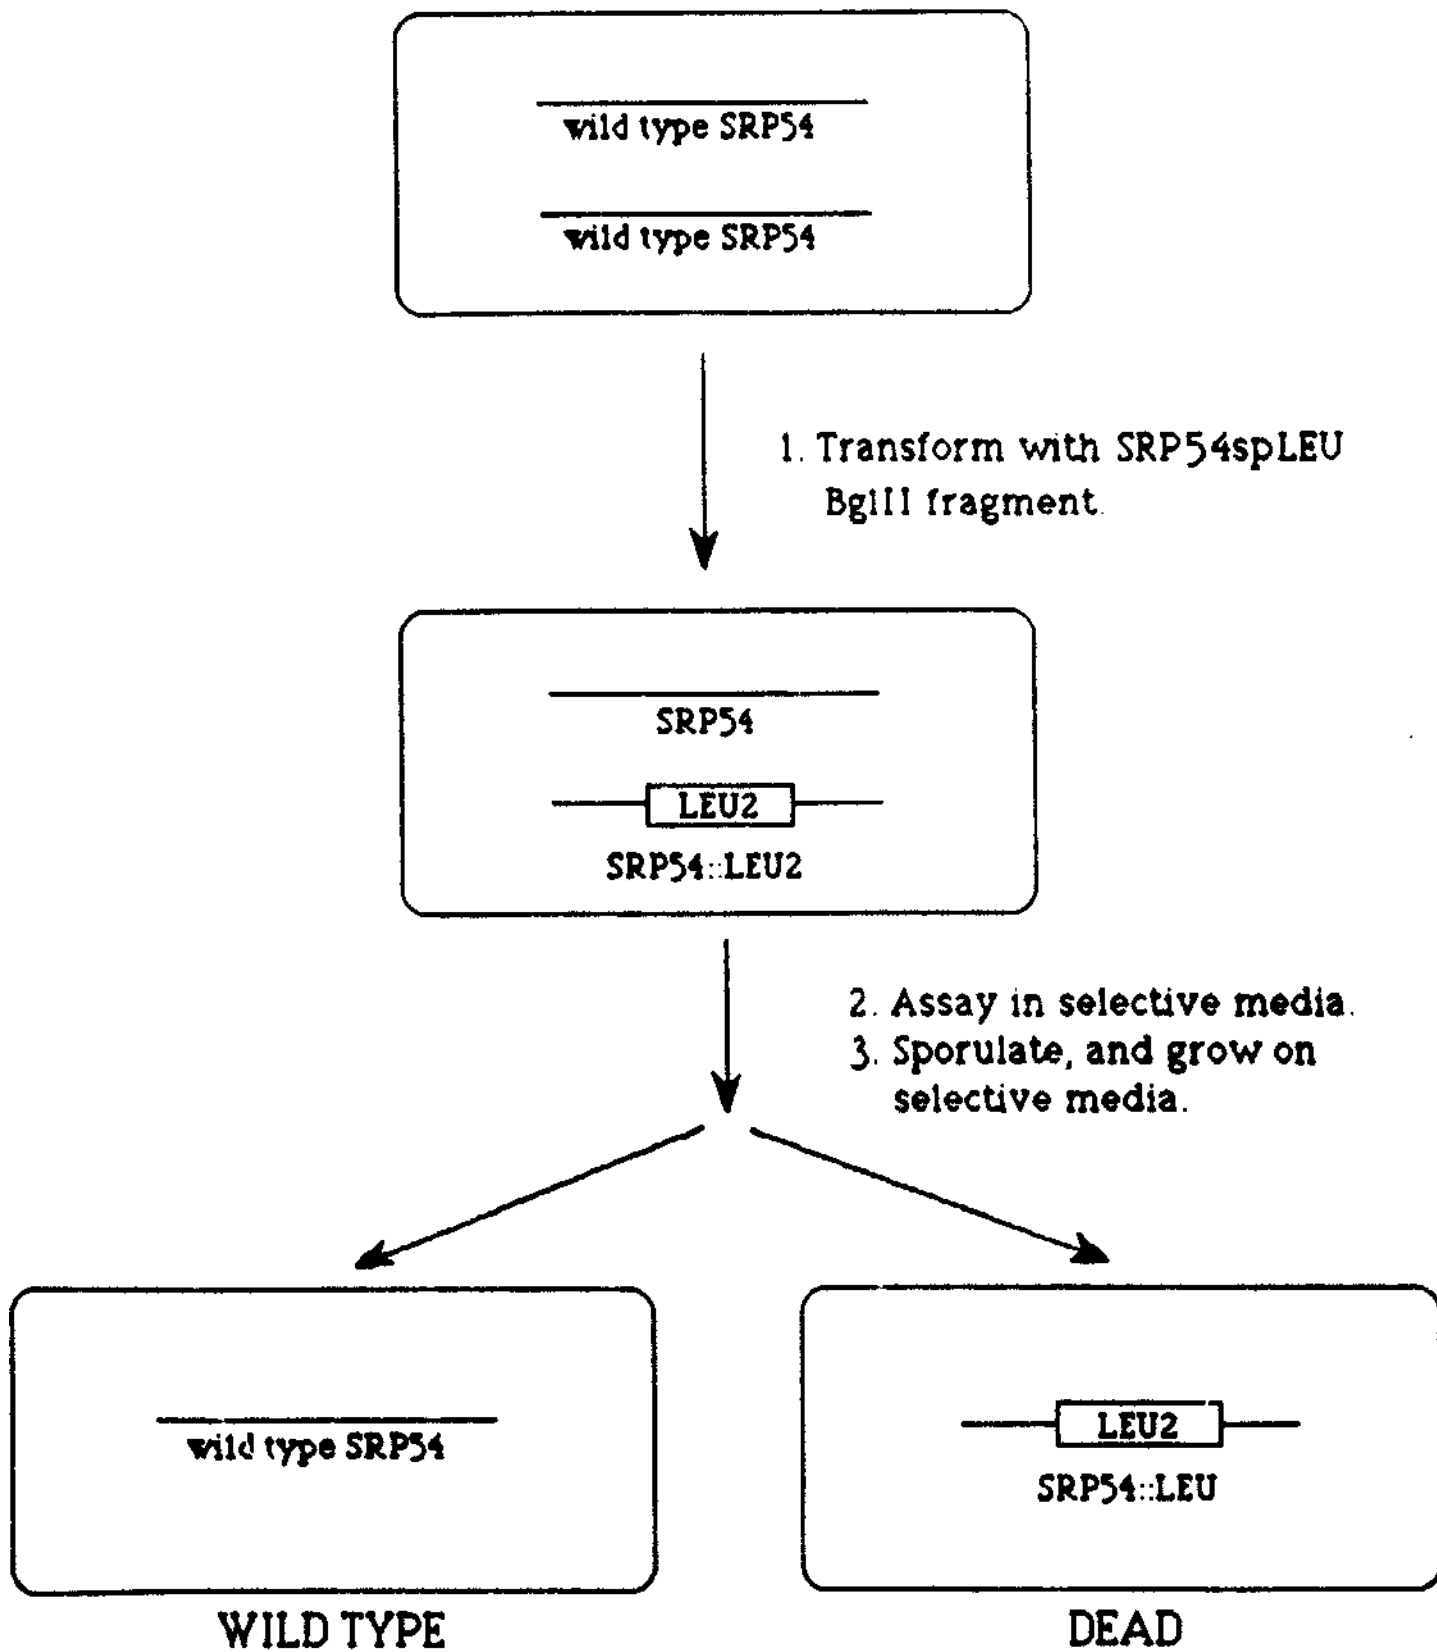 wild type SRP54
wild type SRP54
1. Transform with SRP54spLEU
BglII fragment.
SRP54
LEU2
SRP54::LEU2
2. Assay in selective media.
3. Sporulate, and grow on
selective media.
wild type SRP54
LEU2
SRP54::LEU
WILD TYPE
DEAD